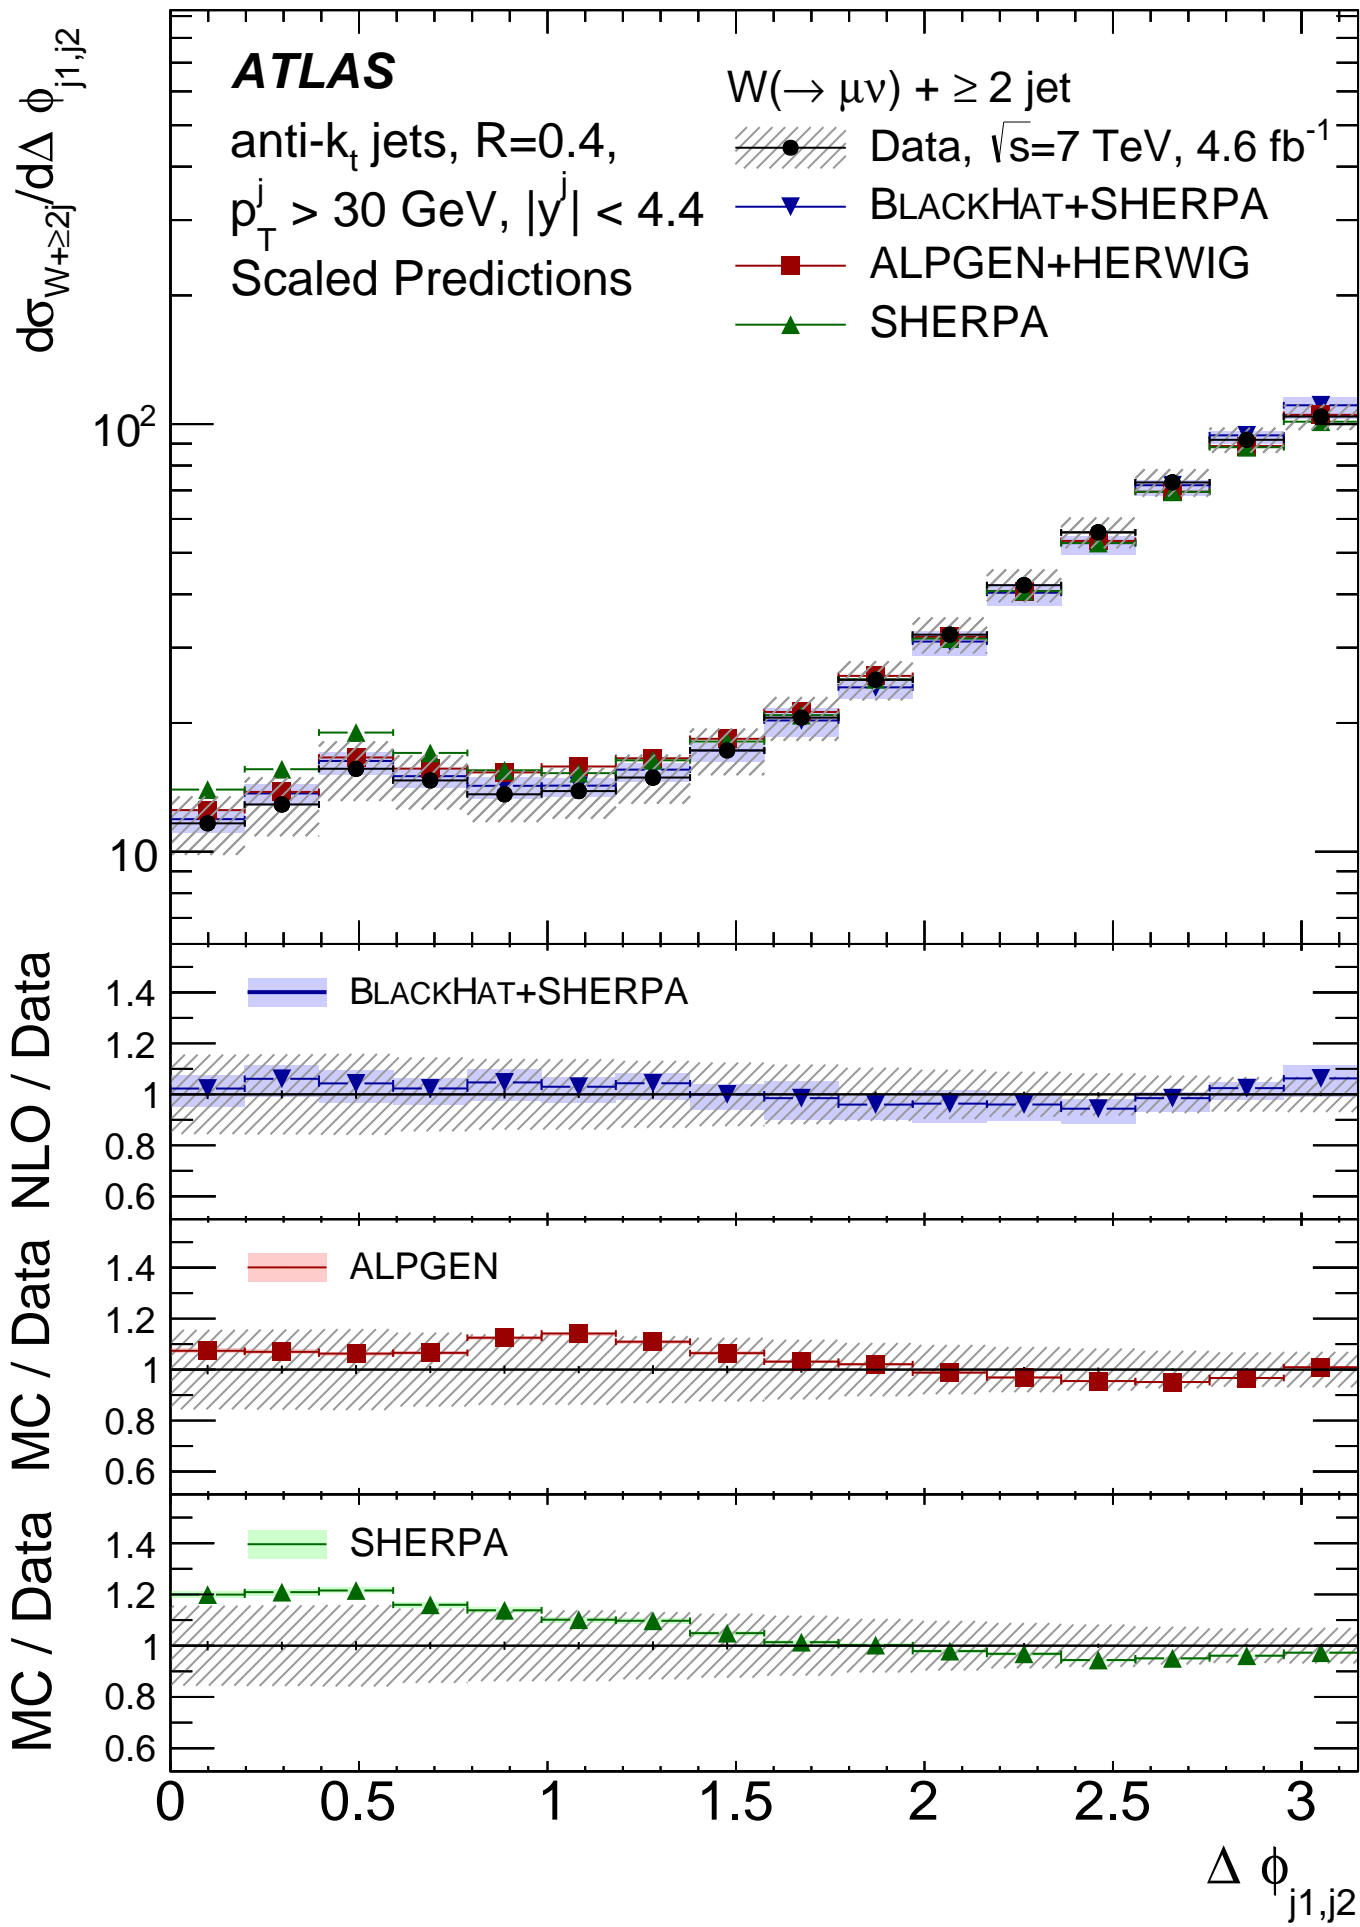 dσ_W+≥2j/dΔ ϕ_j1,j2
ATLAS
anti-k_t jets, R=0.4,
p_T^j > 30 GeV, |y^j| < 4.4
Scaled Predictions
W(→ μν) + ≥ 2 jet
Data, √s=7 TeV, 4.6 fb^-1
BLACKHAT+SHERPA
ALPGEN+HERWIG
SHERPA
10^2
10
NLO / Data
BLACKHAT+SHERPA
1.4
1.2
1
0.8
0.6
MC / Data
ALPGEN
1.4
1.2
1
0.8
0.6
MC / Data
SHERPA
1.4
1.2
1
0.8
0.6
0 0.5 1 1.5 2 2.5 3
Δ ϕ_j1,j2